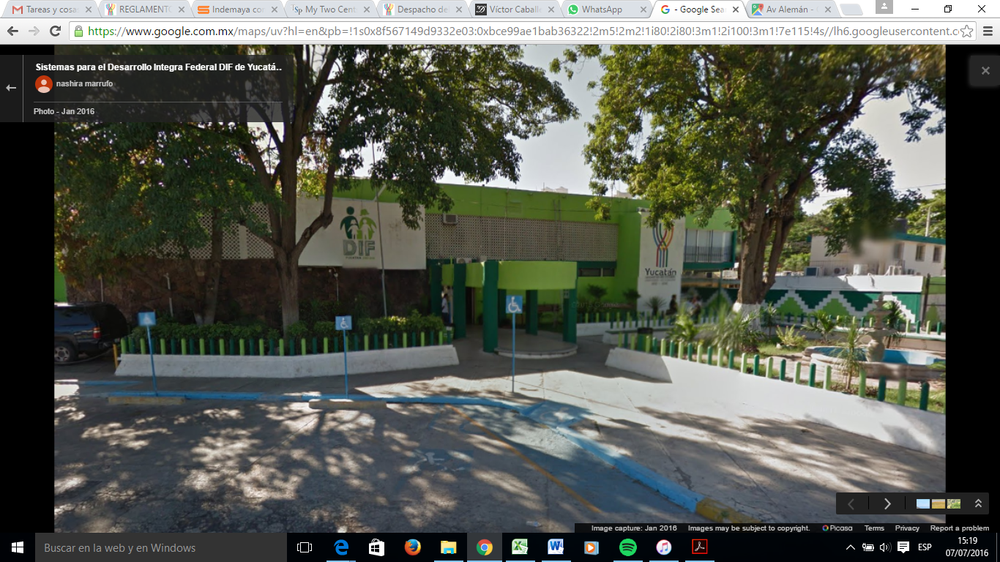 Tareas y cosas
REGLAMENTO
Indemaya con
My Two Cent
Despacho de
Víctor Caballe
WhatsApp
- Google Sea
Av Alemán -
https://www.google.com.mx/maps/uv?hl=en&pb=!1s0x8f567149d9332e03:0xbce99ae1bab36322!2m5!2m2!1i80!2i80!3m1!2i100!3m1!7e115!4s//lh6.googleusercontent.c
Sistemas para el Desarrollo Integra Federal DIF de Yucatá..
nashira marrufo
Photo - Jan 2016
DIF
Yucatán
Image capture: Jan 2016 Images may be subject to copyright. Picasa Terms Privacy Report a problem
Buscar en la web y en Windows
ESP
15:19
07/07/2016